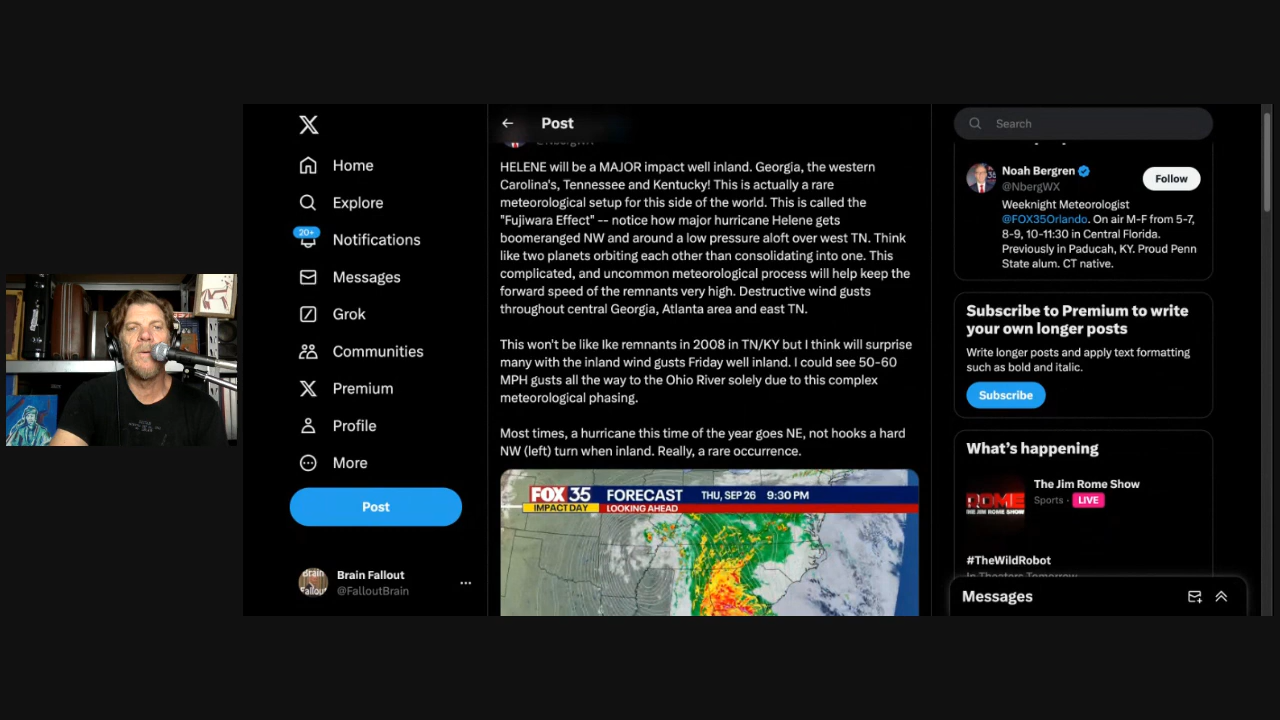 Home
Explore
20+
Notifications
Messages
Grok
Communities
Premium
Profile
More
Post
Brain Fallout
@FalloutBrain
drain
Fallout
Post
HELENE will be a MAJOR impact well inland. Georgia, the western
Carolina's, Tennessee and Kentucky! This is actually a rare
meteorological setup for this side of the world. This is called the
"Fujiwara Effect" -- notice how major hurricane Helene gets
boomeranged NW and around a low pressure aloft over west TN. Think
like two planets orbiting each other than consolidating into one. This
complicated, and uncommon meteorological process will help keep the
forward speed of the remnants very high. Destructive wind gusts
throughout central Georgia, Atlanta area and east TN.
This won't be like Ike remnants in 2008 in TN/KY but I think will surprise
many with the inland wind gusts Friday well inland. I could see 50-60
MPH gusts all the way to the Ohio River solely due to this complex
meteorological phasing.
Most times, a hurricane this time of the year goes NE, not hooks a hard
NW (left) turn when inland. Really, a rare occurrence.
FOX 35 FORECAST THU, SEP 26 9:30 PM
IMPACT DAY LOOKING AHEAD
Search
Noah Bergren
@NbergWX
Follow
Weeknight Meteorologist
@FOX35Orlando. On air M-F from 5-7,
8-9, 10-11:30 in Central Florida.
Previously in Paducah, KY. Proud Penn
State alum. CT native.
Subscribe to Premium to write
your own longer posts
Write longer posts and apply text formatting
such as bold and italic.
Subscribe
What's happening
The Jim Rome Show
Sports · LIVE
ROME
THE JIM ROME SHOW
#TheWildRobot
In Theaters Tomorrow
Messages